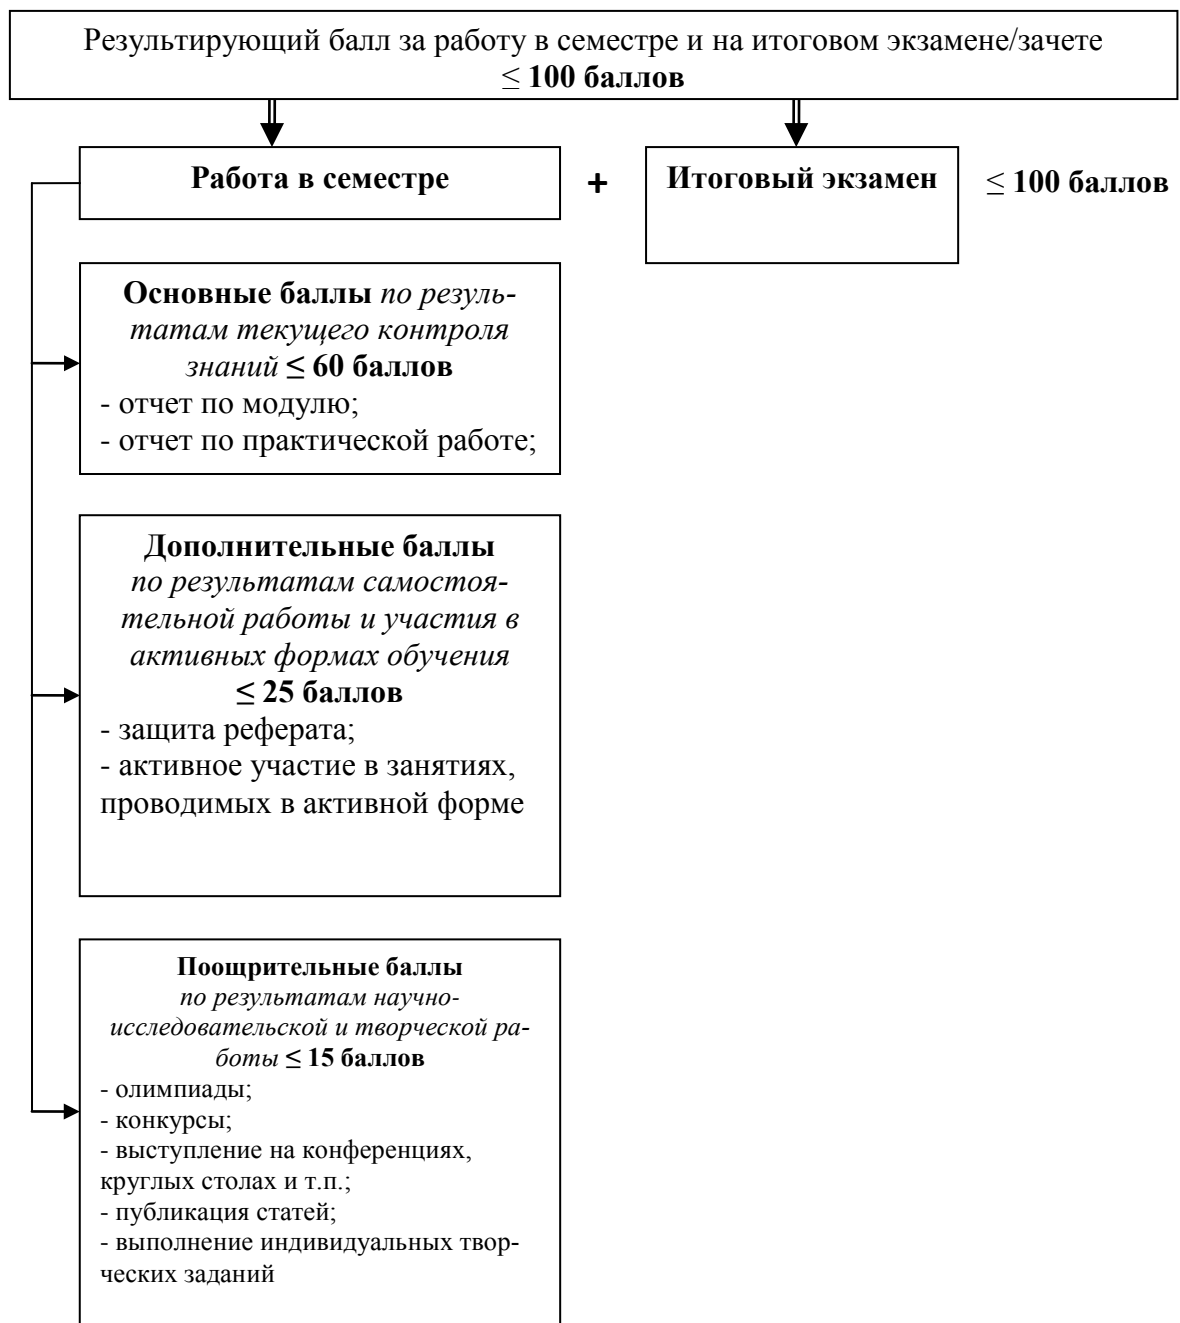 Результирующий балл за работу в семестре и на итоговом экзамене/зачете
≤ 100 баллов
Работа в семестре
+
Итоговый экзамен
≤ 100 баллов
Основные баллы по резуль-
татам текущего контроля
знаний ≤ 60 баллов
- отчет по модулю;
- отчет по практической работе;
Дополнительные баллы
по результатам самостоя-
тельной работы и участия в
активных формах обучения
≤ 25 баллов
- защита реферата;
- активное участие в занятиях,
проводимых в активной форме
Поощрительные баллы
по результатам научно-
исследовательской и творческой ра-
боты ≤ 15 баллов
- олимпиады;
- конкурсы;
- выступление на конференциях,
круглых столах и т.п.;
- публикация статей;
- выполнение индивидуальных твор-
ческих заданий